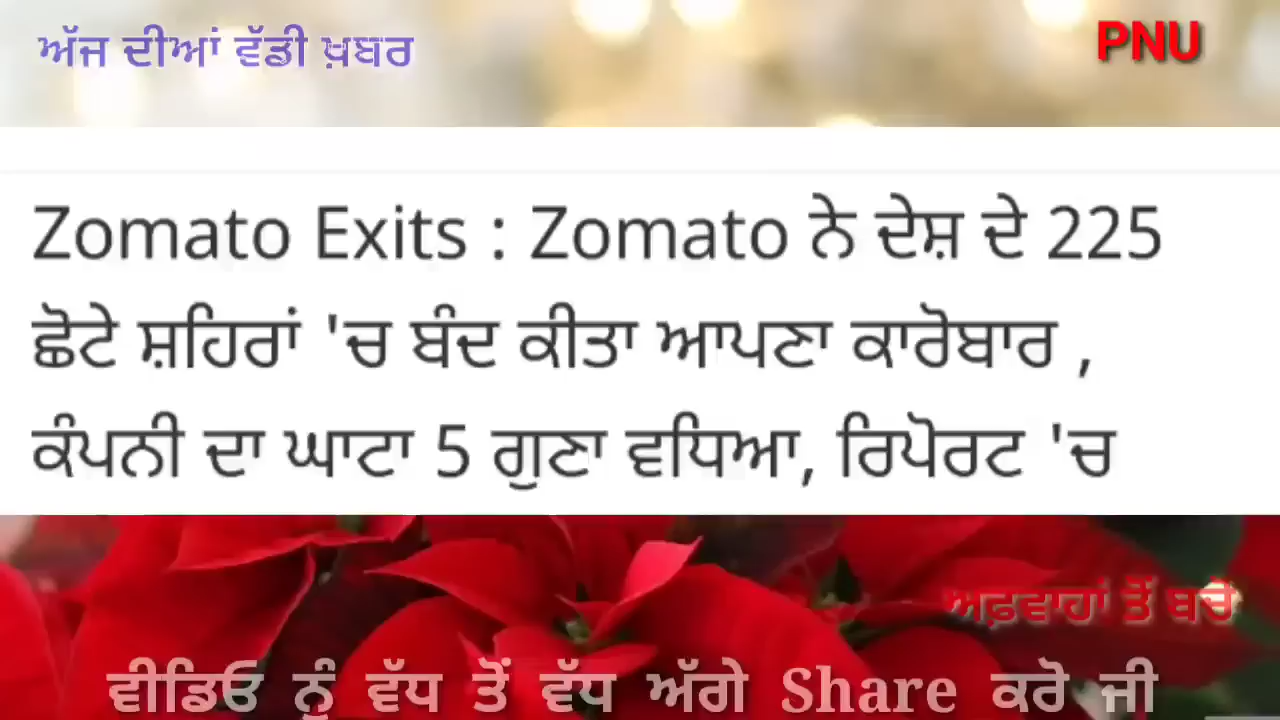 ਅੱਜ ਦੀਆਂ ਵੱਡੀ ਖ਼ਬਰ
PNU
Zomato Exits : Zomato ਨੇ ਦੇਸ਼ ਦੇ 225
ਛੋਟੇ ਸ਼ਹਿਰਾਂ 'ਚ ਬੰਦ ਕੀਤਾ ਆਪਣਾ ਕਾਰੋਬਾਰ ,
ਕੰਪਨੀ ਦਾ ਘਾਟਾ 5 ਗੁਣਾ ਵਧਿਆ, ਰਿਪੋਰਟ 'ਚ
ਅਫ਼ਵਾਹਾਂ ਤੋਂ ਬਚੋ
ਵੀਡਿਓ ਨੂੰ ਵੱਧ ਤੋਂ ਵੱਧ ਅੱਗੇ Share ਕਰੋ ਜੀ